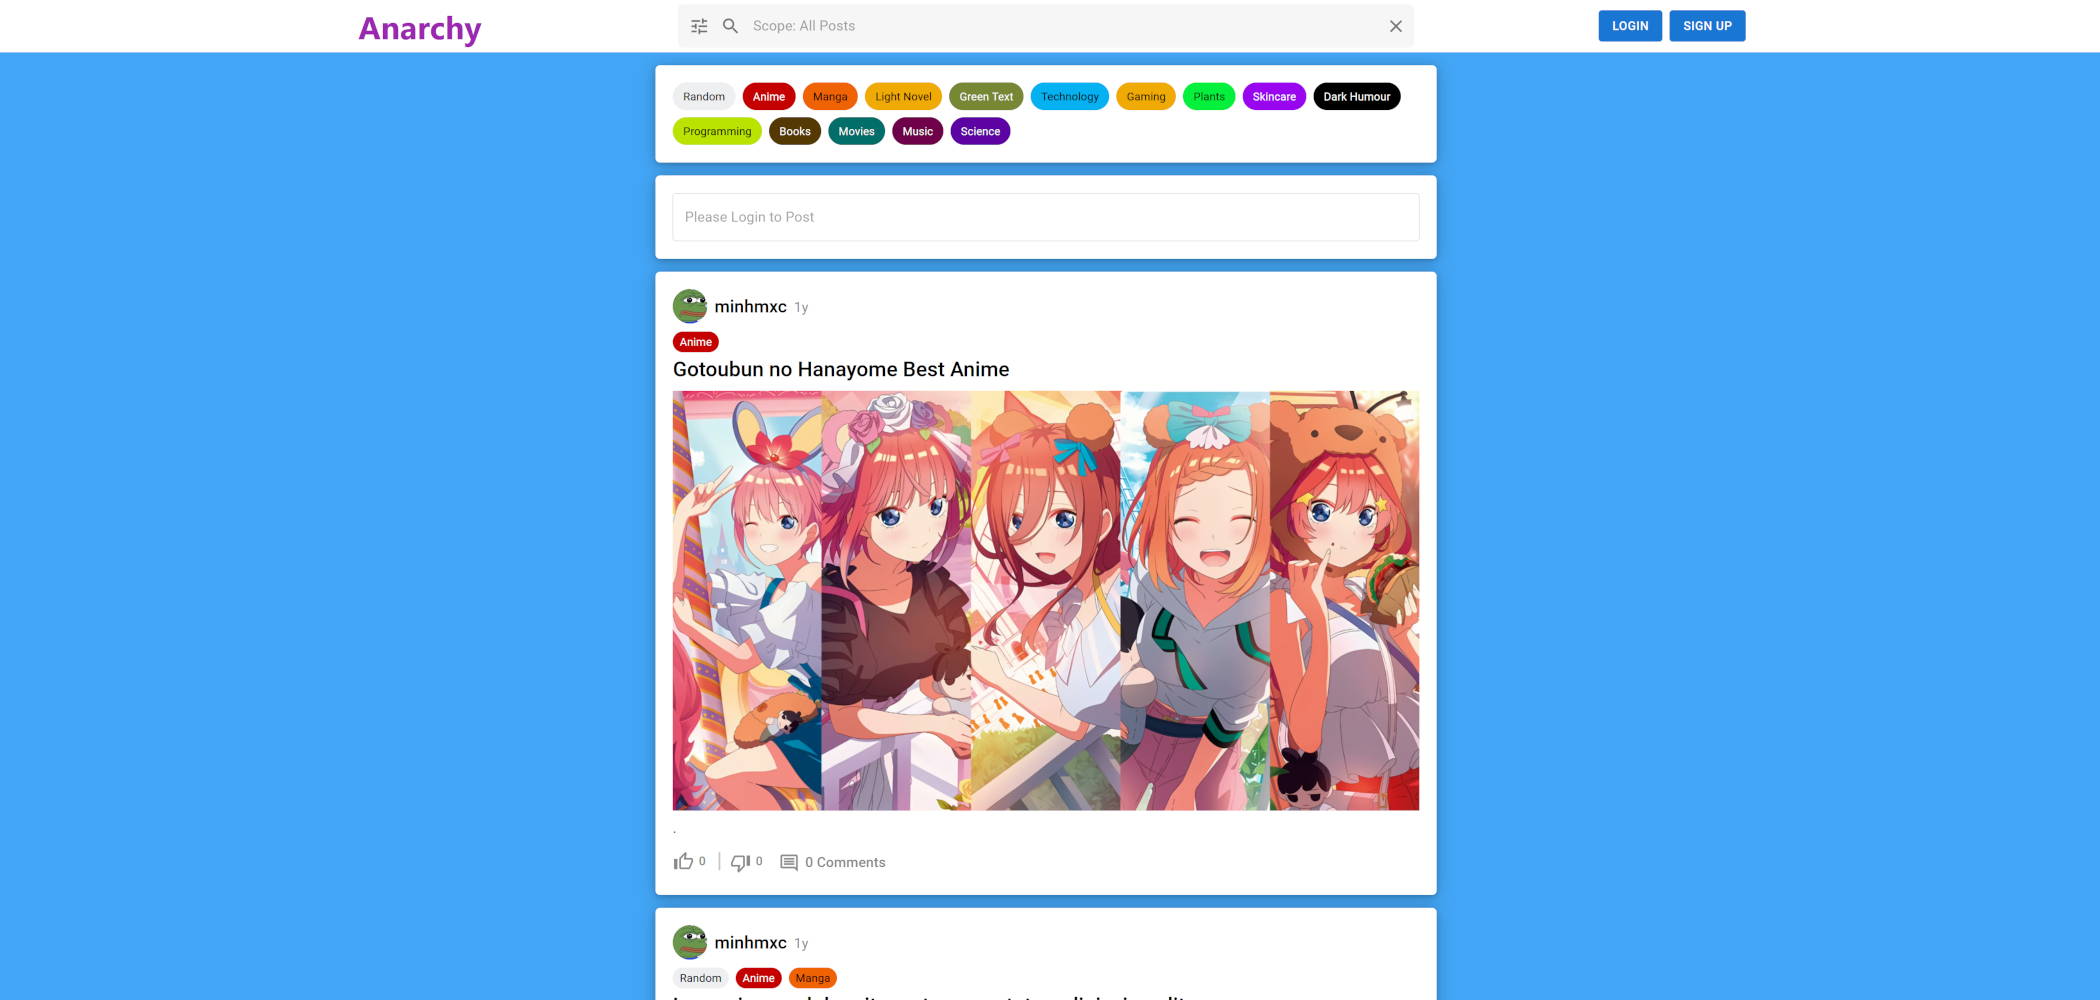 Anarchy
Scope: All Posts
LOGIN
SIGN UP
Random Anime Manga Light Novel Green Text Technology Gaming Plants Skincare Dark Humour
Programming Books Movies Music Science
Please Login to Post
minhmxc 1y
Anime
Gotoubun no Hanayome Best Anime
.
0 0 0 Comments
minhmxc 1y
Random Anime Manga